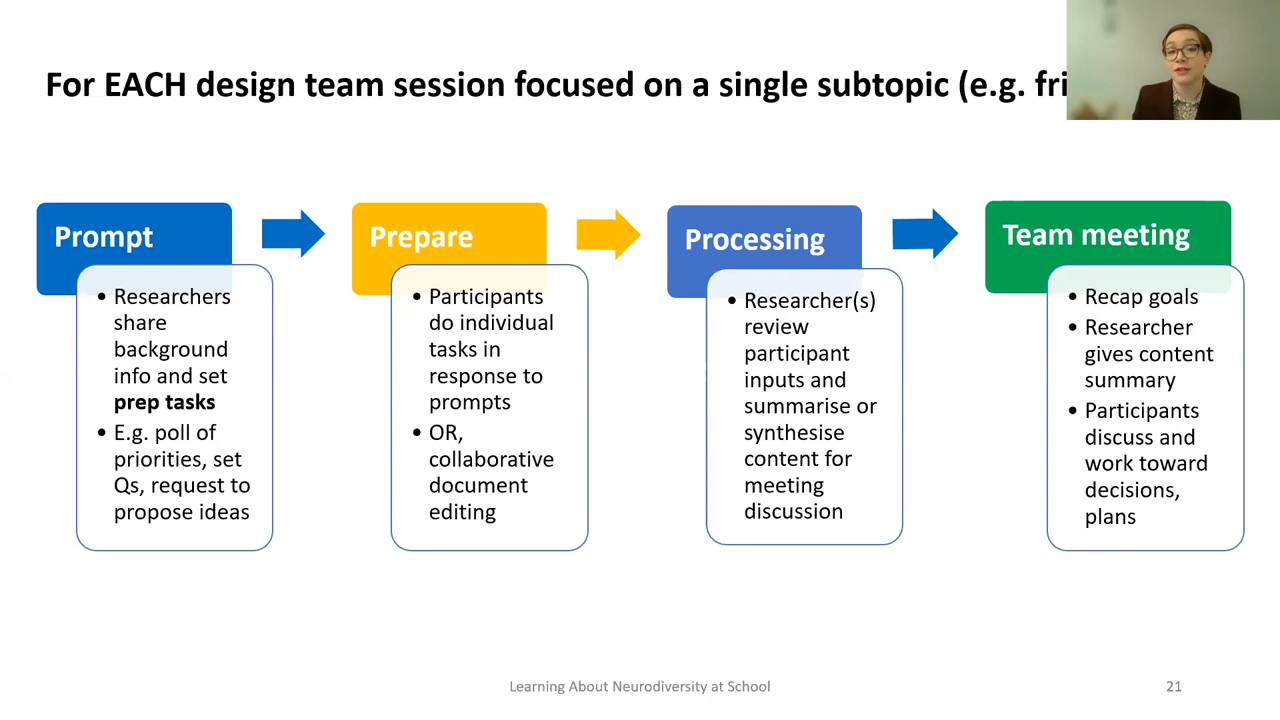 For EACH design team session focused on a single subtopic (e.g.
Prompt
• Researchers
share
background
info and set
prep tasks
• E.g. poll of
priorities, set
Qs, request to
propose ideas
Prepare
• Participants
do individual
tasks in
response to
prompts
• OR,
collaborative
document
editing
Processing
• Researcher(s)
review
participant
inputs and
summarise or
synthesise
content for
meeting
discussion
Team meeting
• Recap goals
• Researcher
gives content
summary
• Participants
discuss and
work toward
decisions,
plans
Learning About Neurodiversity at School
21